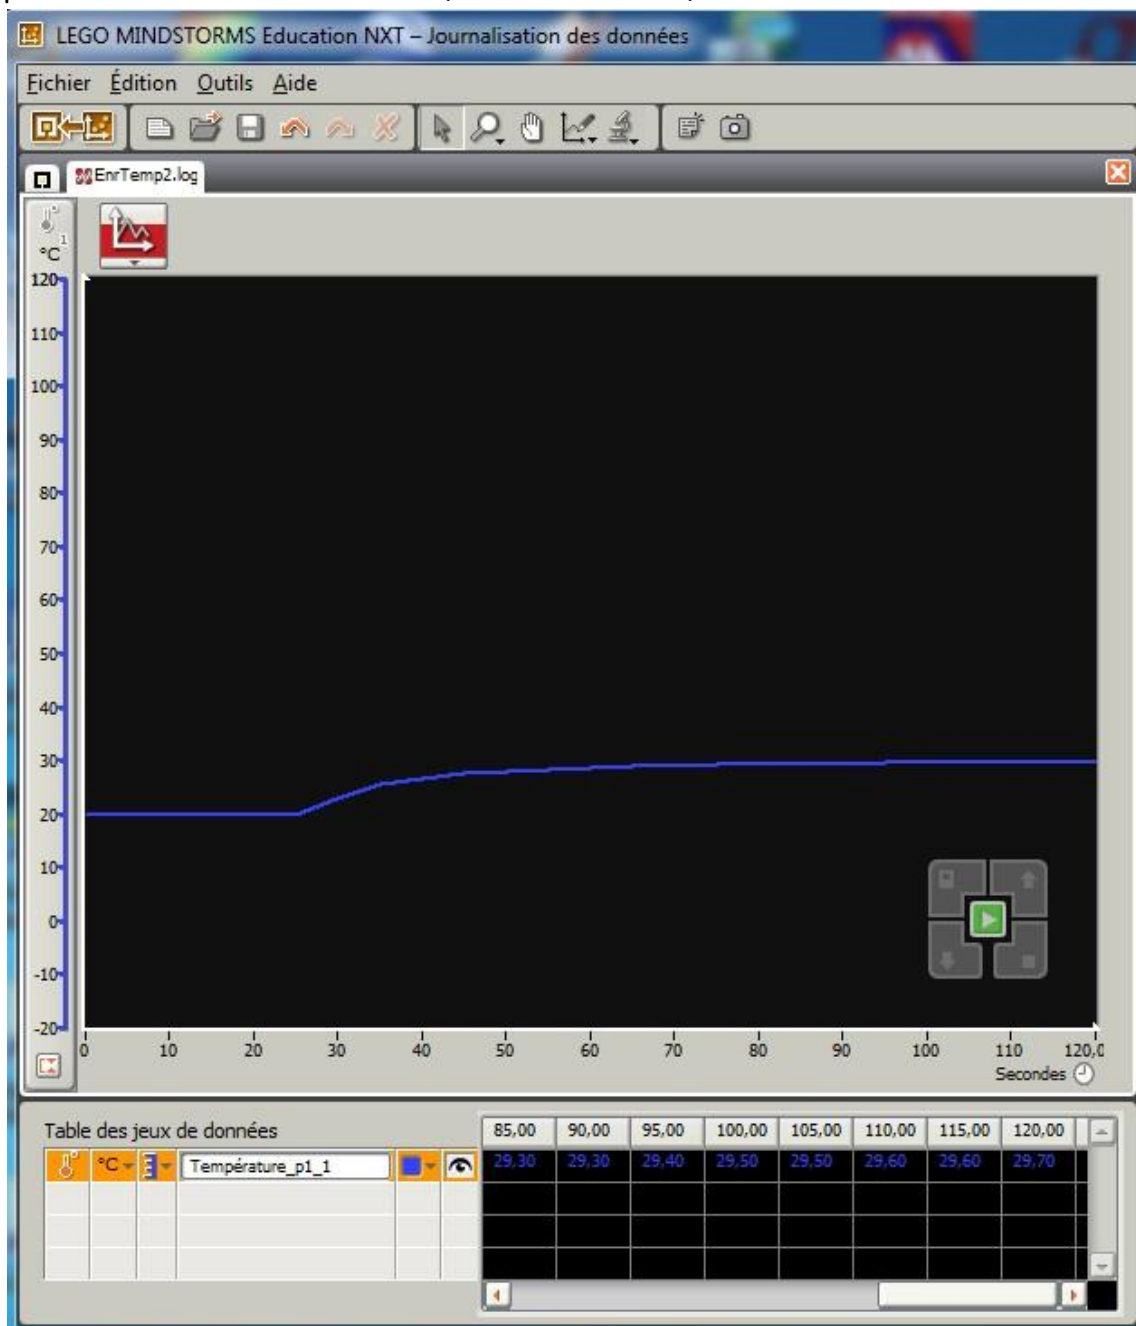 LEGO MINDSTORMS Education NXT – Journalisation des données
Fichier Édition Outils Aide
EnrTemp2.log
1
°C
120
110
100
90
80
70
60
50
40
30
20
10
0
-10
-20
0 10 20 30 40 50 60 70 80 90 100 110 120,0
Secondes
Table des jeux de données 85,00 90,00 95,00 100,00 105,00 110,00 115,00 120,00
°C Température_p1_1 29,30 29,30 29,40 29,50 29,50 29,60 29,60 29,70